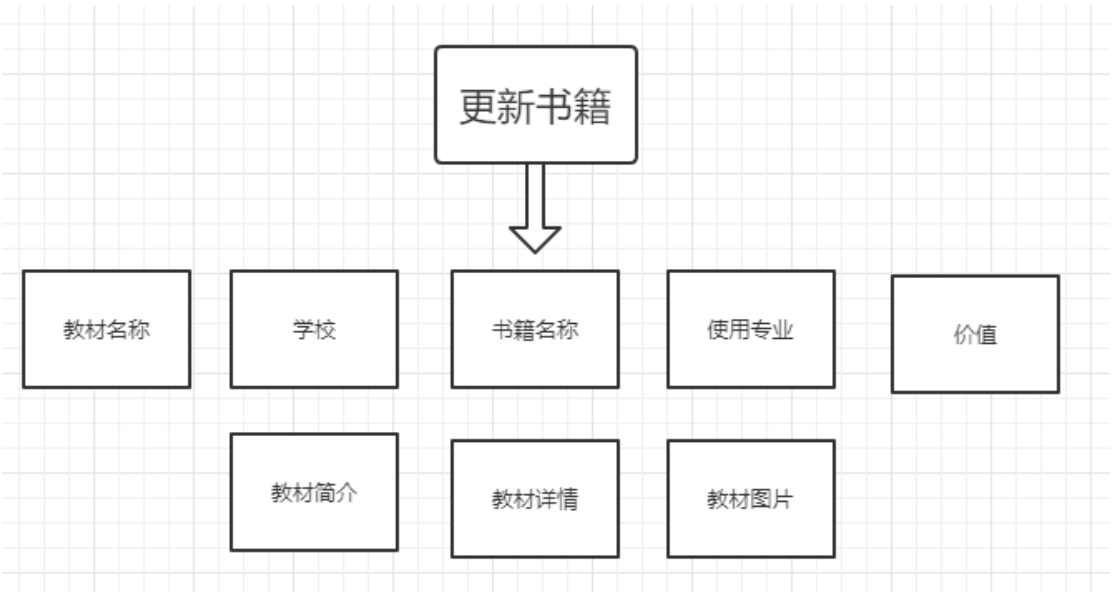 更新书籍
教材名称
学校
书籍名称
使用专业
价值
教材简介
教材详情
教材图片